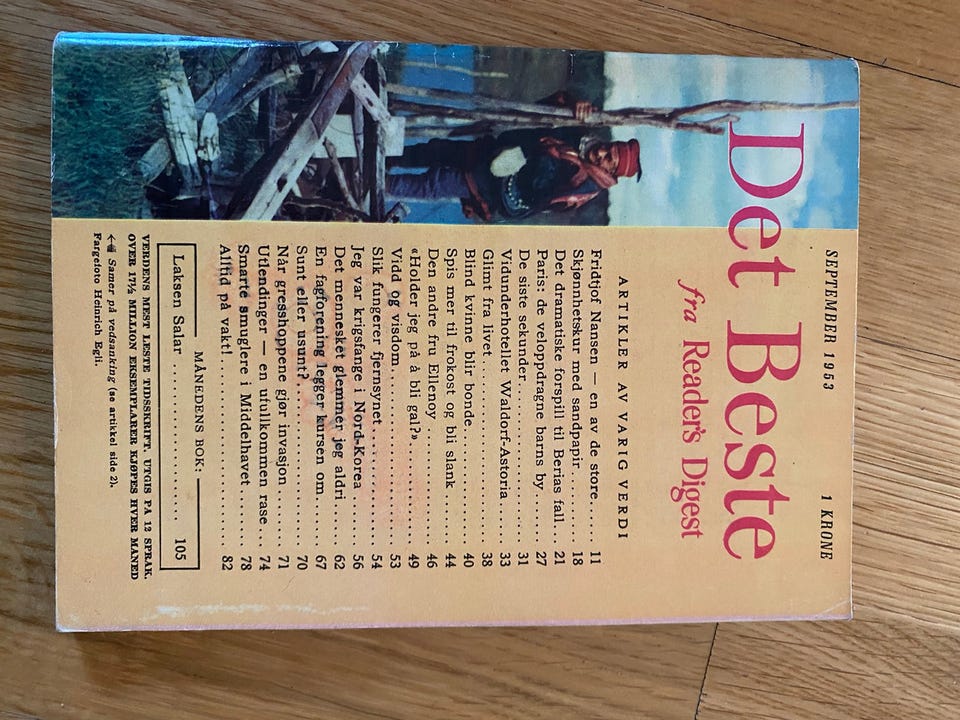 SEPTEMBER 1953 1 KRONE
Det Beste
fra Reader's Digest
ARTIKLER AV VARIG VERDI
Fridtjof Nansen — en av de store..... 11
Skjønnhetskur med sandpapir.... 18
Det dramatiske forspill til Berias fall.. 21
Paris: de veloppdragne barns by..... 27
De siste sekunder................ 31
Vidunderhotellet Waldorf-Astoria .... 33
Glimt fra livet................ 38
Blind kvinne blir bonde............ 40
Spis mer til frokost og bli slank..... 44
Den andre fru Ellenoy............ 46
«Holder jeg på å bli gal?»........ 49
Vidd og visdom................ 53
Slik fungerer fjernsynet............ 54
Jeg var krigsfange i Nord-Korea .... 56
Det mennesket glemmer jeg aldri .... 62
En fagforening legger kursen om.... 67
Sunt eller usunt?................ 70
Når gresshoppene gjør invasjon .... 71
Utlendinger — en ufullkommen rase .. 74
Smarte smuglere i Middelhavet..... 78
Alltid på vakt!................ 82
MÅNEDENS BOK:
Laksen Salar ................ 105
VERDENS MEST LESTE TIDSSKRIFT. UTGIS PÅ 12 SPRÅK.
OVER 17½ MILLION EKSEMPLARER KJØPES HVER MÅNED
Samer på vedsanking (se artikkel side 2).
Fargefoto Heinrich Egli.